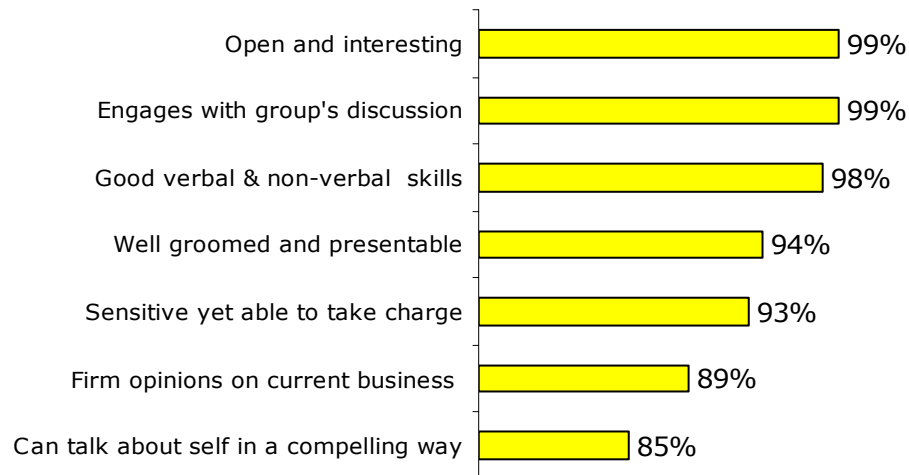 Open and interesting 99%
Engages with group's discussion 99%
Good verbal & non-verbal  skills 98%
Well groomed and presentable 94%
Sensitive yet able to take charge 93%
Firm opinions on current business 89%
Can talk about self in a compelling way 85%